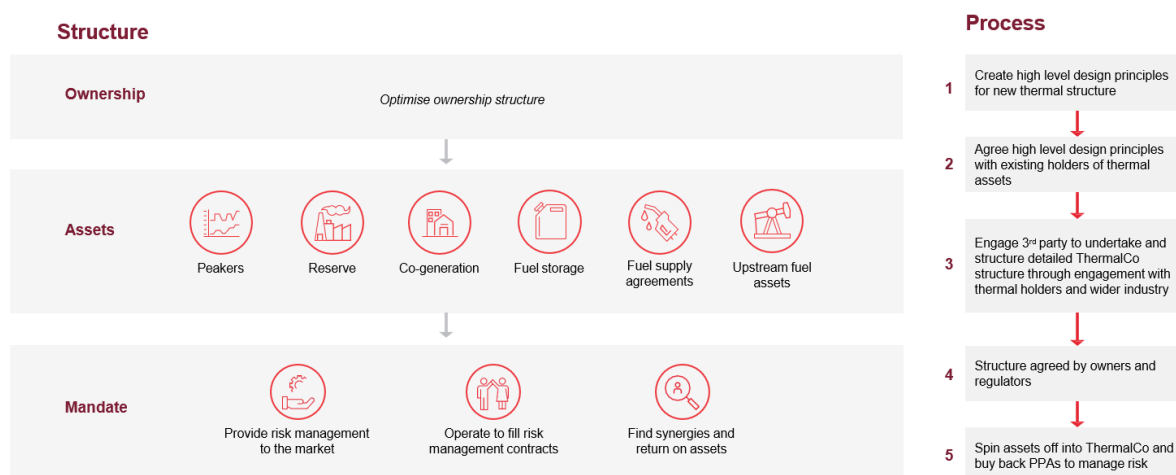 Structure
Ownership
Optimise ownership structure
Assets
Peakers
Reserve
Co-generation
Fuel storage
Fuel supply
agreements
Upstream fuel
assets
Mandate
Provide risk management
to the market
Operate to fill risk
management contracts
Find synergies and
return on assets
Process
1
Create high level design principles
for new thermal structure
2
Agree high level design principles
with existing holders of thermal
assets
3
Engage 3rd party to undertake and
structure detailed ThermalCo
structure through engagement with
thermal holders and wider industry
4
Structure agreed by owners and
regulators
5
Spin assets off into ThermalCo and
buy back PPAs to manage risk